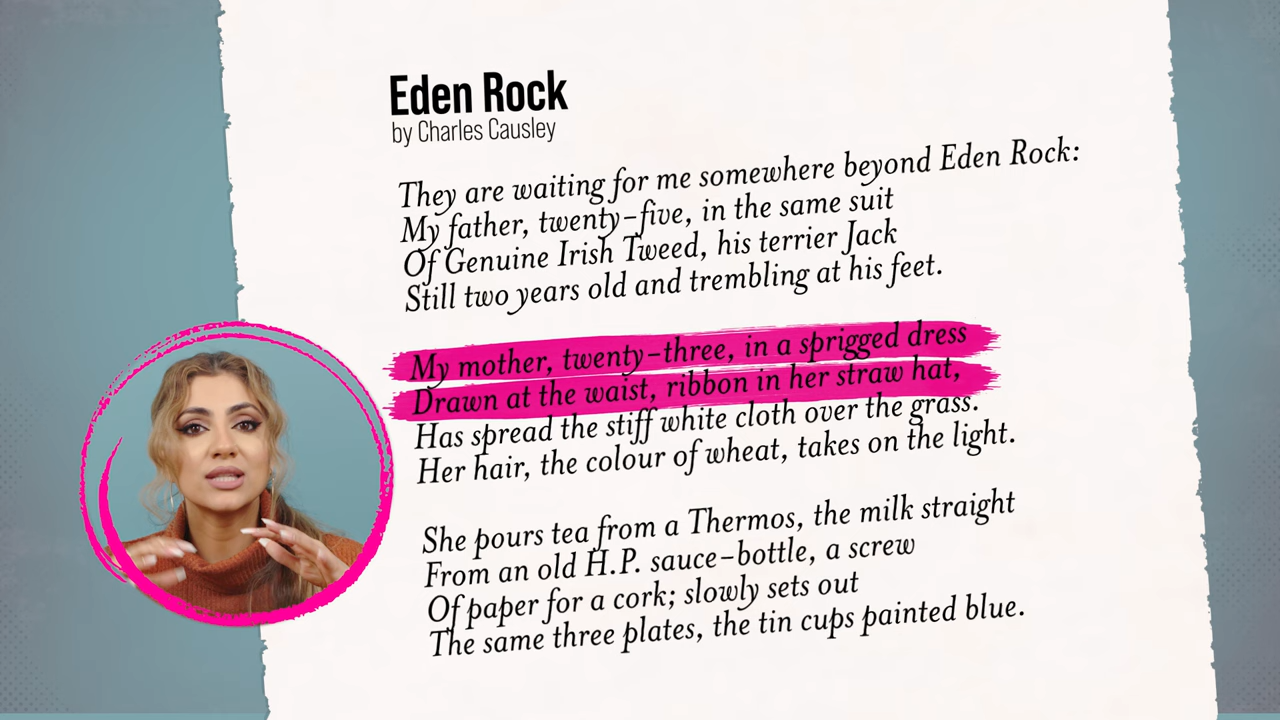 Eden Rock
by Charles Causley
They are waiting for me somewhere beyond Eden Rock:
My father, twenty-five, in the same suit
Of Genuine Irish Tweed, his terrier Jack
Still two years old and trembling at his feet.
My mother, twenty-three, in a sprigged dress
Drawn at the waist, ribbon in her straw hat,
Has spread the stiff white cloth over the grass.
Her hair, the colour of wheat, takes on the light.
She pours tea from a Thermos, the milk straight
From an old H.P. sauce-bottle, a screw
Of paper for a cork; slowly sets out
The same three plates, the tin cups painted blue.